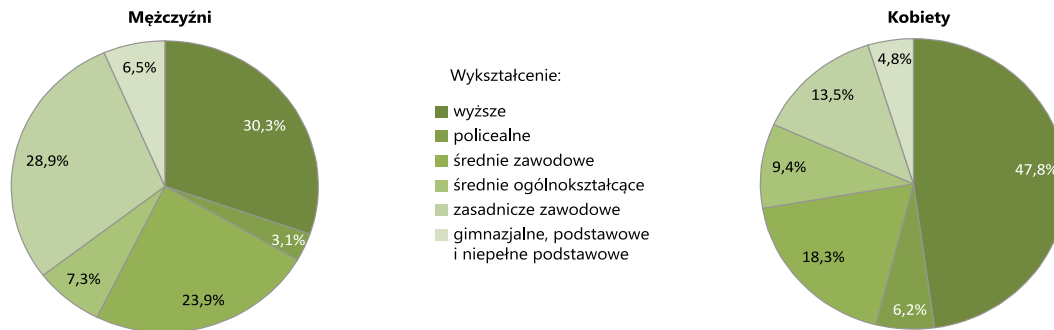 Mężczyźni
6,5%
30,3%
28,9%
3,1%
7,3%
23,9%
Wykształcenie:
wyższe
policealne
średnie zawodowe
średnie ogólnokształcące
zasadnicze zawodowe
gimnazjalne, podstawowe
i niepełne podstawowe
Kobiety
4,8%
13,5%
9,4%
47,8%
18,3%
6,2%